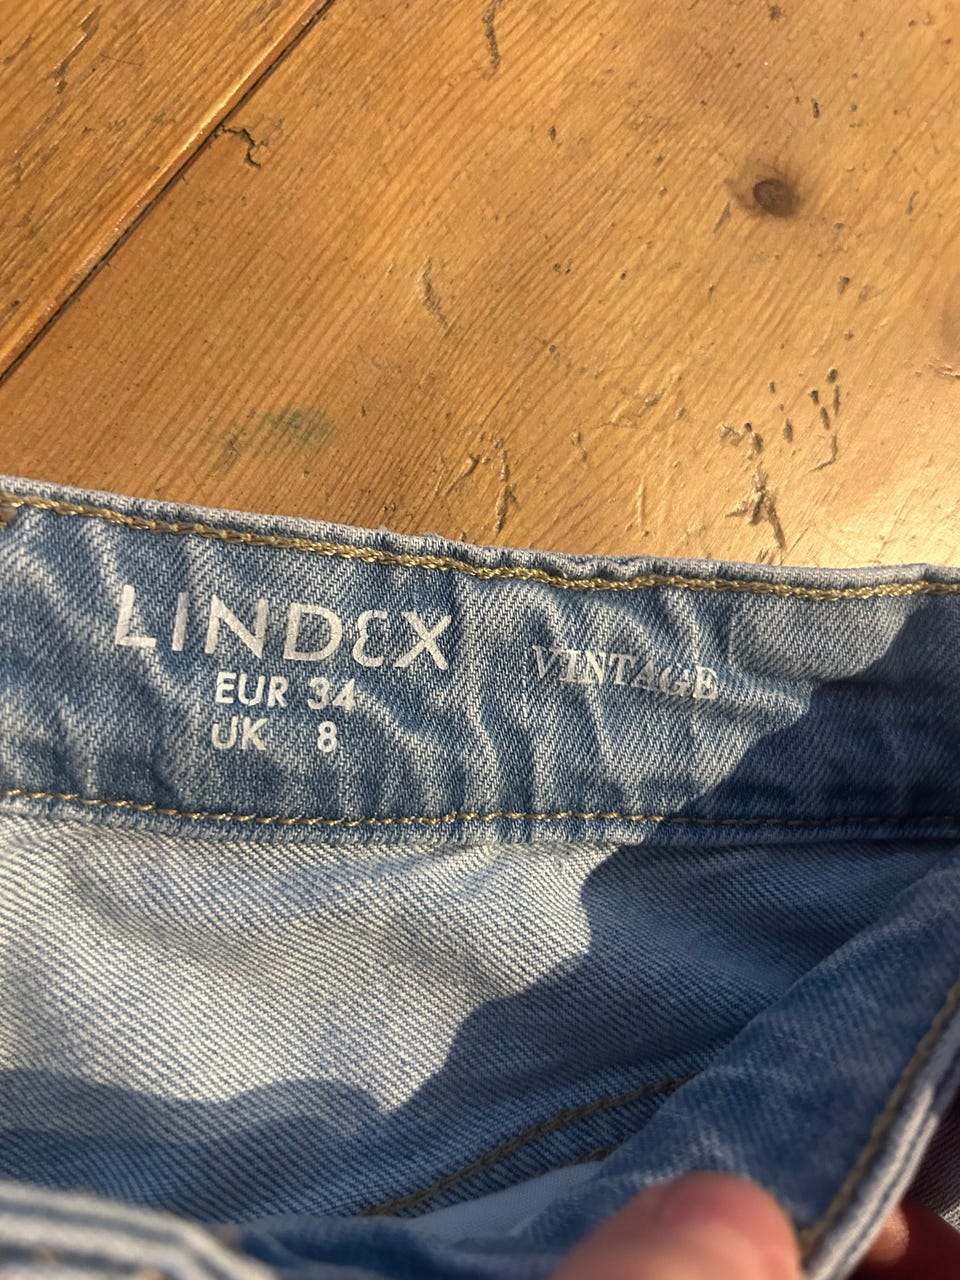 LINDEX
EUR 34
UK 8
VINTAGE